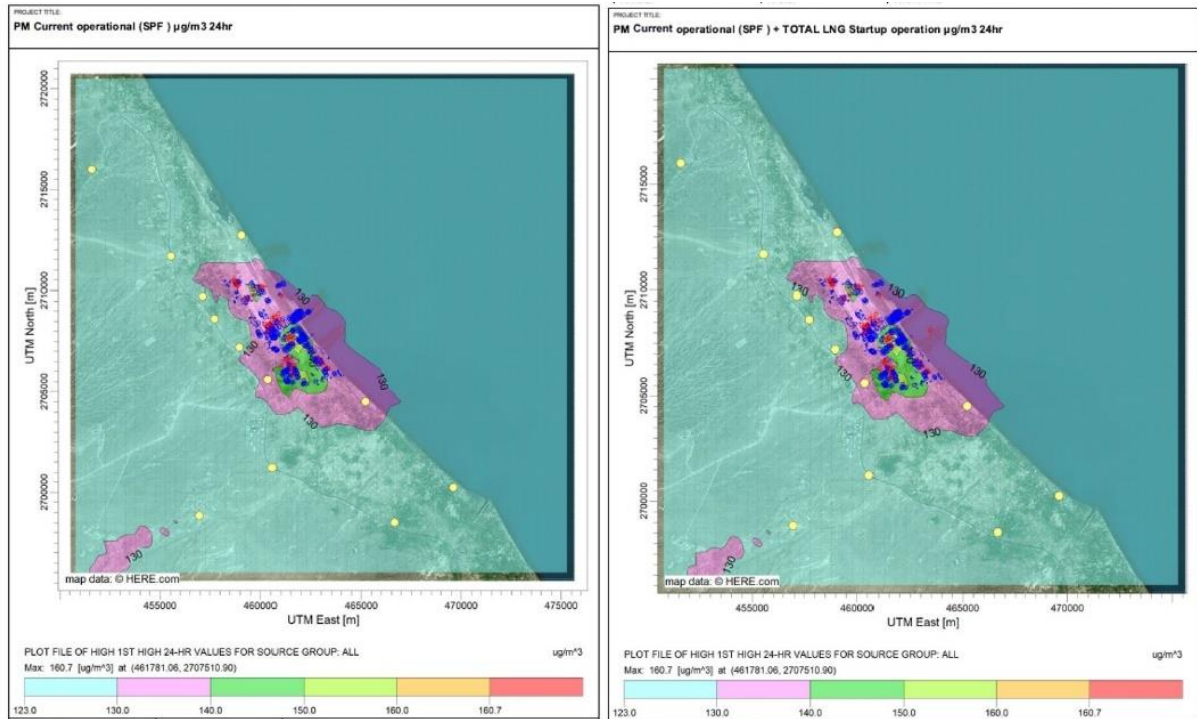 PROJECT TITLE:
PM Current operational (SPF ) µg/m3 24hr
UTM North [m]
2720000
2715000
2710000
2705000
2700000
130
130
130
130
130
map data: © HERE.com
455000
460000
465000
470000
475000
UTM East [m]
PLOT FILE OF HIGH 1ST HIGH 24-HR VALUES FOR SOURCE GROUP: ALL
ug/m^3
Max: 160.7 [ug/m^3] at (461781.06, 2707510.90)
123.0
130.0
140.0
150.0
160.0
160.7
PROJECT TITLE:
PM Current operational (SPF ) + TOTAL LNG Startup operation µg/m3 24hr
UTM North [m]
2715000
2710000
2705000
2700000
130
130
130
130
130
130
map data: © HERE.com
455000
460000
465000
470000
UTM East [m]
PLOT FILE OF HIGH 1ST HIGH 24-HR VALUES FOR SOURCE GROUP: ALL
ug/m^3
Max: 160.7 [ug/m^3] at (461781.06, 2707510.90)
123.0
130.0
140.0
150.0
160.0
160.7